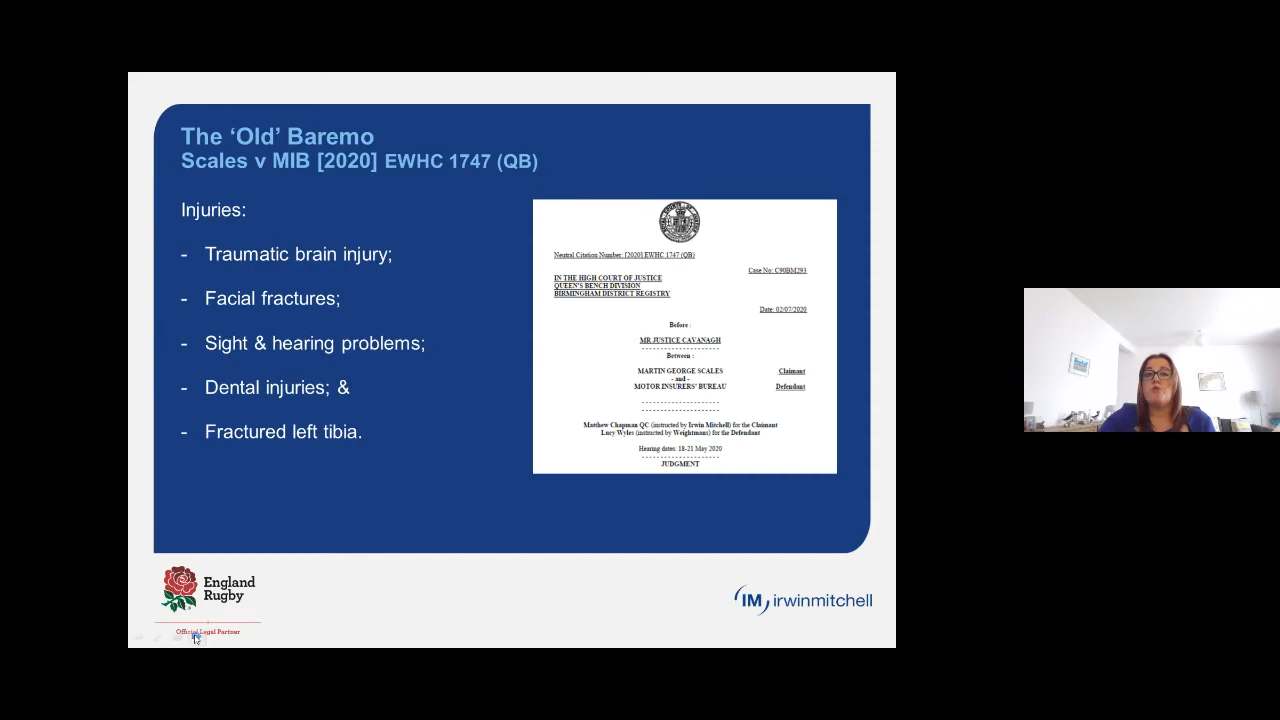 The ‘Old’ Baremo
Scales v MIB [2020] EWHC 1747 (QB)
Injuries:
- Traumatic brain injury;
- Facial fractures;
- Sight & hearing problems;
- Dental injuries; &
- Fractured left tibia.
Neutral Citation Number: [2020] EWHC 1747 (QB)
Case No: C90BM293
IN THE HIGH COURT OF JUSTICE
QUEEN'S BENCH DIVISION
BIRMINGHAM DISTRICT REGISTRY
Date: 02/07/2020
Before :
MR JUSTICE CAVANAGH
- - - - - - - - - - - - - - - - - - - - -
Between :
MARTIN GEORGE SCALES
Claimant
- and -
MOTOR INSURERS' BUREAU
Defendant
- - - - - - - - - - - - - - - - - - - - -
- - - - - - - - - - - - - - - - - - - - -
Matthew Chapman QC (instructed by Irwin Mitchell) for the Claimant
Lucy Wyles (instructed by Weightmans) for the Defendant
Hearing dates: 18-21 May 2020
- - - - - - - - - - - - - - - - - - - - -
JUDGMENT
England
Rugby
Official Legal Partner
IM irwinmitchell